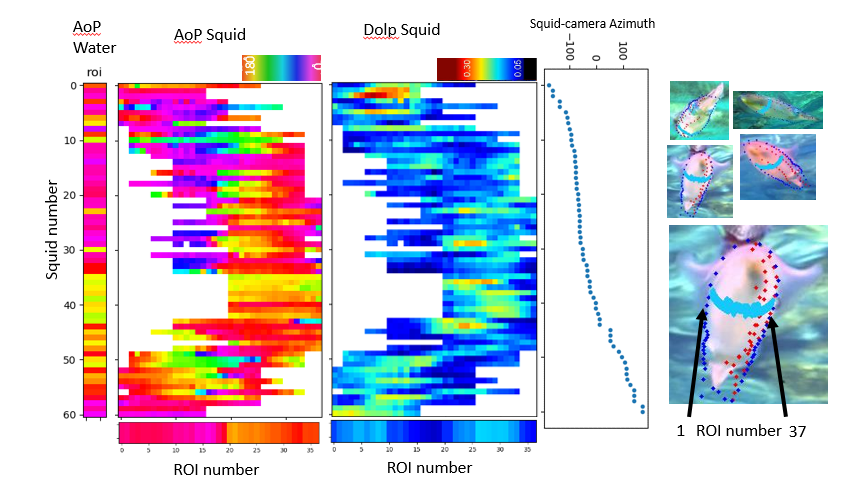 AoP
Water
AoP Squid
Dolp Squid
Squid-camera Azimuth
roi
180
0
0.30
0.06
−100
0
100
Squid number
0
10
20
30
40
50
60
0 5 10 15 20 25 30 35
0 5 10 15 20 25 30 35
ROI number
ROI number
1 ROI number 37